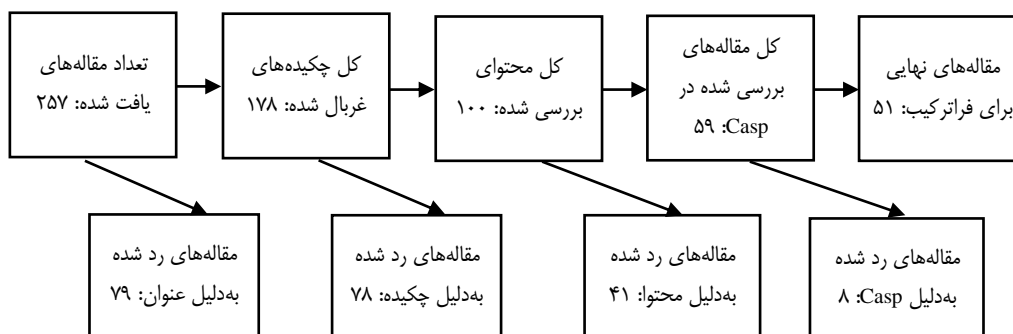 تعداد مقاله‌های
یافت شده: ۲۵۷
کل چکیده‌های
غربال شده: ۱۷۸
کل محتوای
بررسی شده: ۱۰۰
کل مقاله‌های
بررسی شده در
Casp: ۵۹
مقاله‌های نهایی
برای فراترکیب: ۵۱
مقاله‌های رد شده
به‌دلیل عنوان: ۷۹
مقاله‌های رد شده
به‌دلیل چکیده: ۷۸
مقاله‌های رد شده
به‌دلیل محتوا: ۴۱
مقاله‌های رد شده
به‌دلیل Casp: ۸